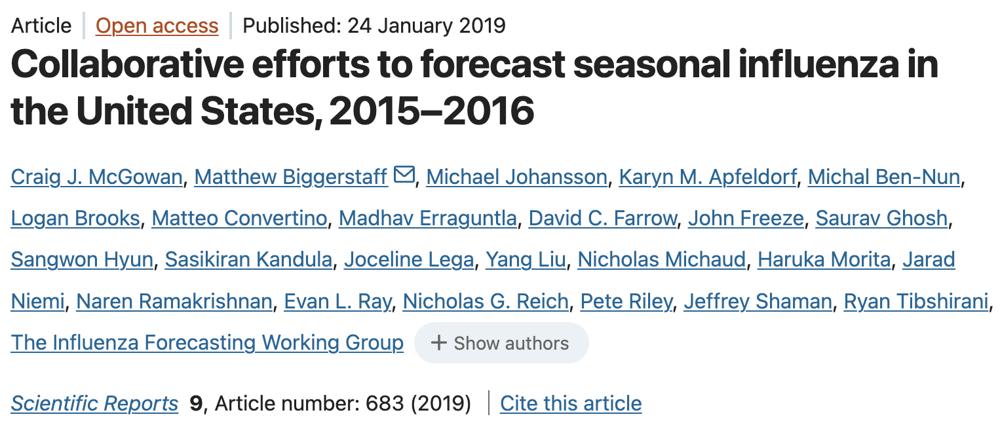 Article | Open access | Published: 24 January 2019
Collaborative efforts to forecast seasonal influenza in
the United States, 2015–2016
Craig J. McGowan, Matthew Biggerstaff, Michael Johansson, Karyn M. Apfeldorf, Michal Ben-Nun,
Logan Brooks, Matteo Convertino, Madhav Erraguntla, David C. Farrow, John Freeze, Saurav Ghosh,
Sangwon Hyun, Sasikiran Kandula, Joceline Lega, Yang Liu, Nicholas Michaud, Haruka Morita, Jarad
Niemi, Naren Ramakrishnan, Evan L. Ray, Nicholas G. Reich, Pete Riley, Jeffrey Shaman, Ryan Tibshirani,
The Influenza Forecasting Working Group + Show authors
Scientific Reports 9, Article number: 683 (2019) | Cite this article